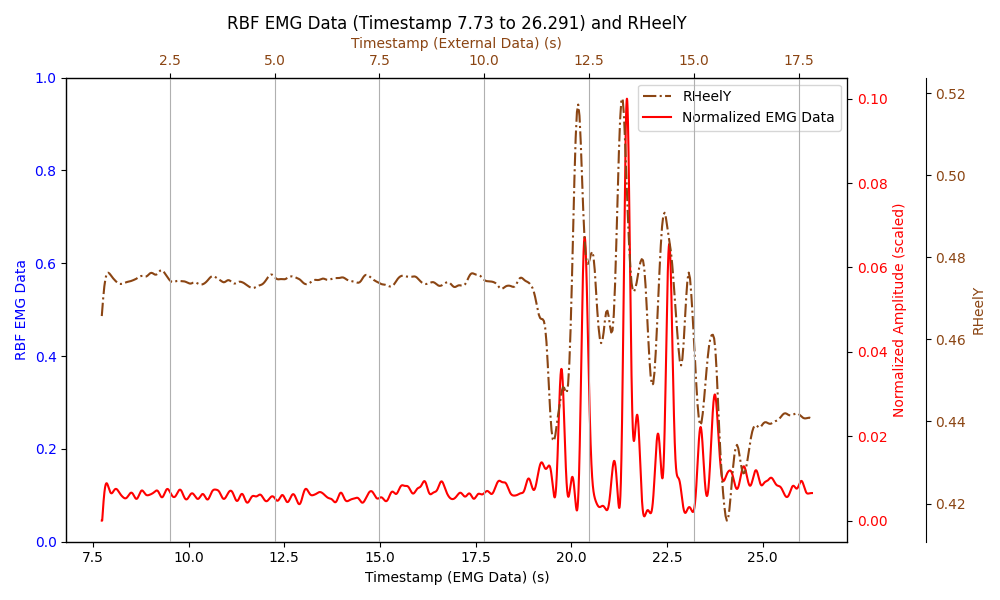 RBF EMG Data (Timestamp 7.73 to 26.291) and RHeelY
Timestamp (External Data) (s)
2.5 5.0 7.5 10.0 12.5 15.0 17.5
RHeelY
Normalized EMG Data
1.0
0.8
0.6
0.4
0.2
0.0
RBF EMG Data
0.10
0.08
0.06
0.04
0.02
0.00
Normalized Amplitude (scaled)
0.52
0.50
0.48
0.46
0.44
0.42
RHeelY
7.5 10.0 12.5 15.0 17.5 20.0 22.5 25.0
Timestamp (EMG Data) (s)